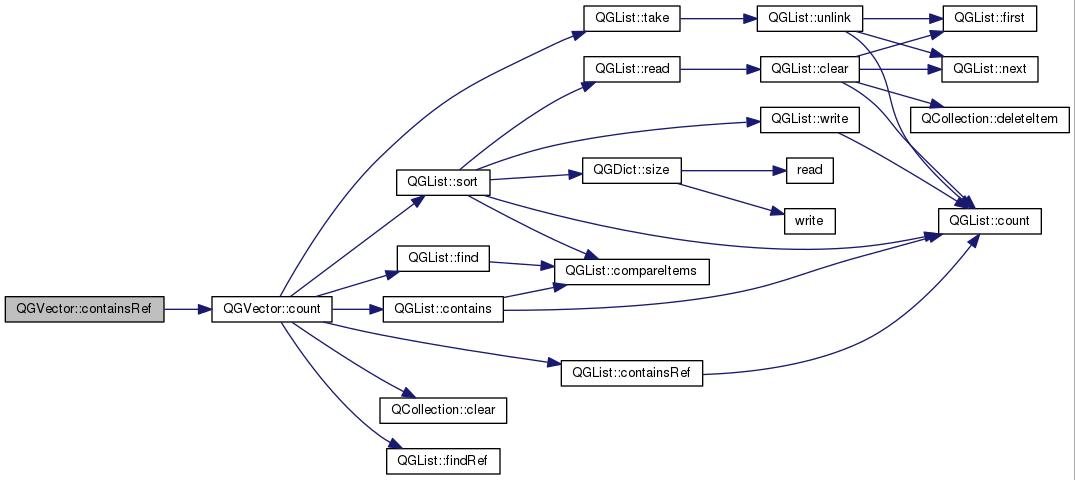 QGList::take
QGList::unlink
QGList::first
QGList::read
QGList::clear
QGList::next
QGList::write
QCollection::deleteItem
QGList::sort
QGDict::size
read
write
QGList::count
QGList::find
QGList::compareItems
QGVector::containsRef
QGVector::count
QGList::contains
QGList::containsRef
QCollection::clear
QGList::findRef